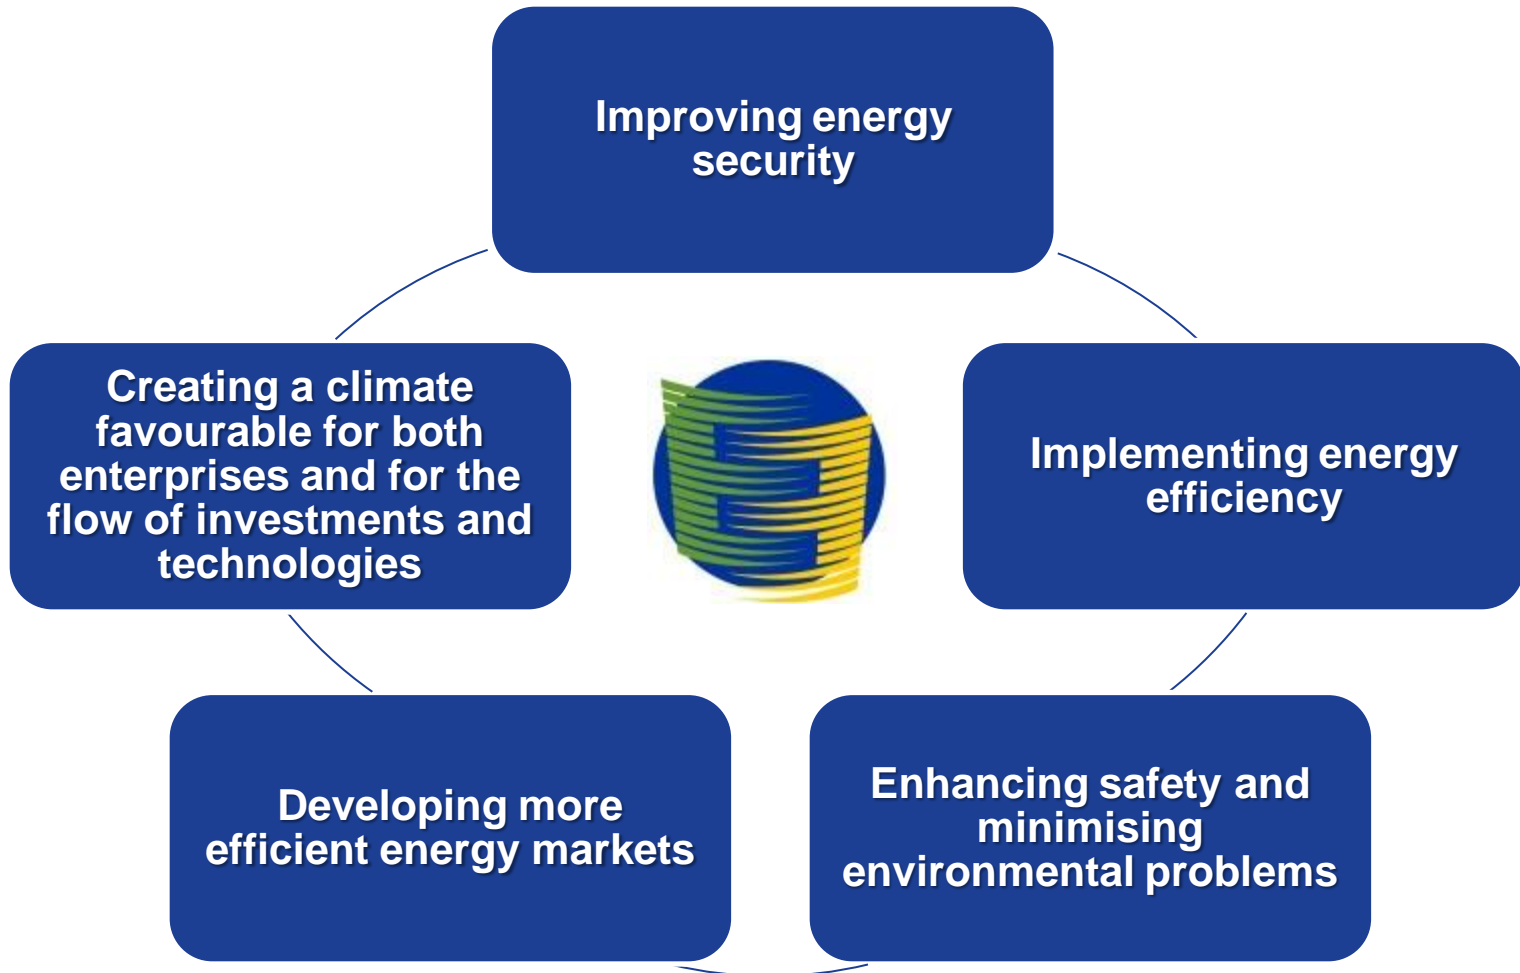 Improving energy
security
Implementing energy
efficiency
Enhancing safety and
minimising
environmental problems
Developing more
efficient energy markets
Creating a climate
favourable for both
enterprises and for the
flow of investments and
technologies